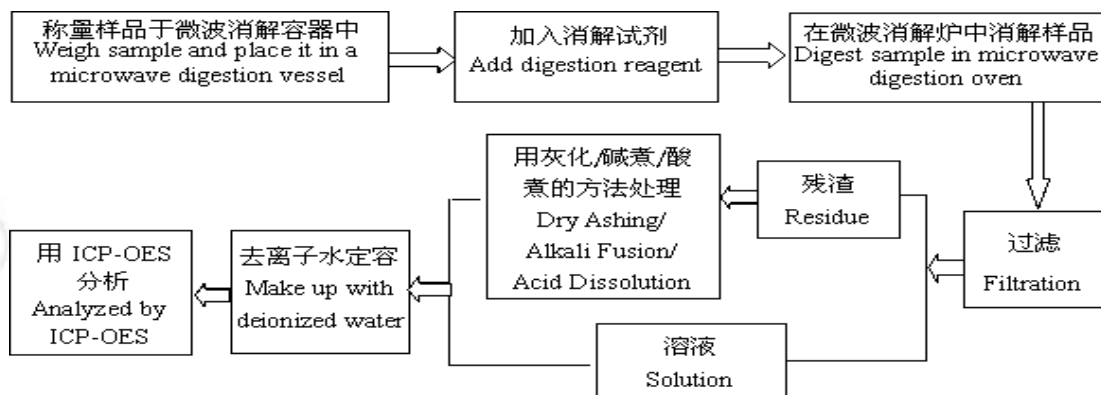 称量样品于微波消解容器中
Weigh sample and place it in a
microwave digestion vessel
加入消解试剂
Add digestion reagent
在微波消解炉中消解样品
Digest sample in microwave
digestion oven
用灰化/碱煮/酸
煮的方法处理
Dry Ashing/
Alkali Fusion/
Acid Dissolution
残渣
Residue
过滤
Filtration
用 ICP-OES
分析
Analyzed by
ICP-OES
去离子水定容
Make up with
deionized water
溶液
Solution